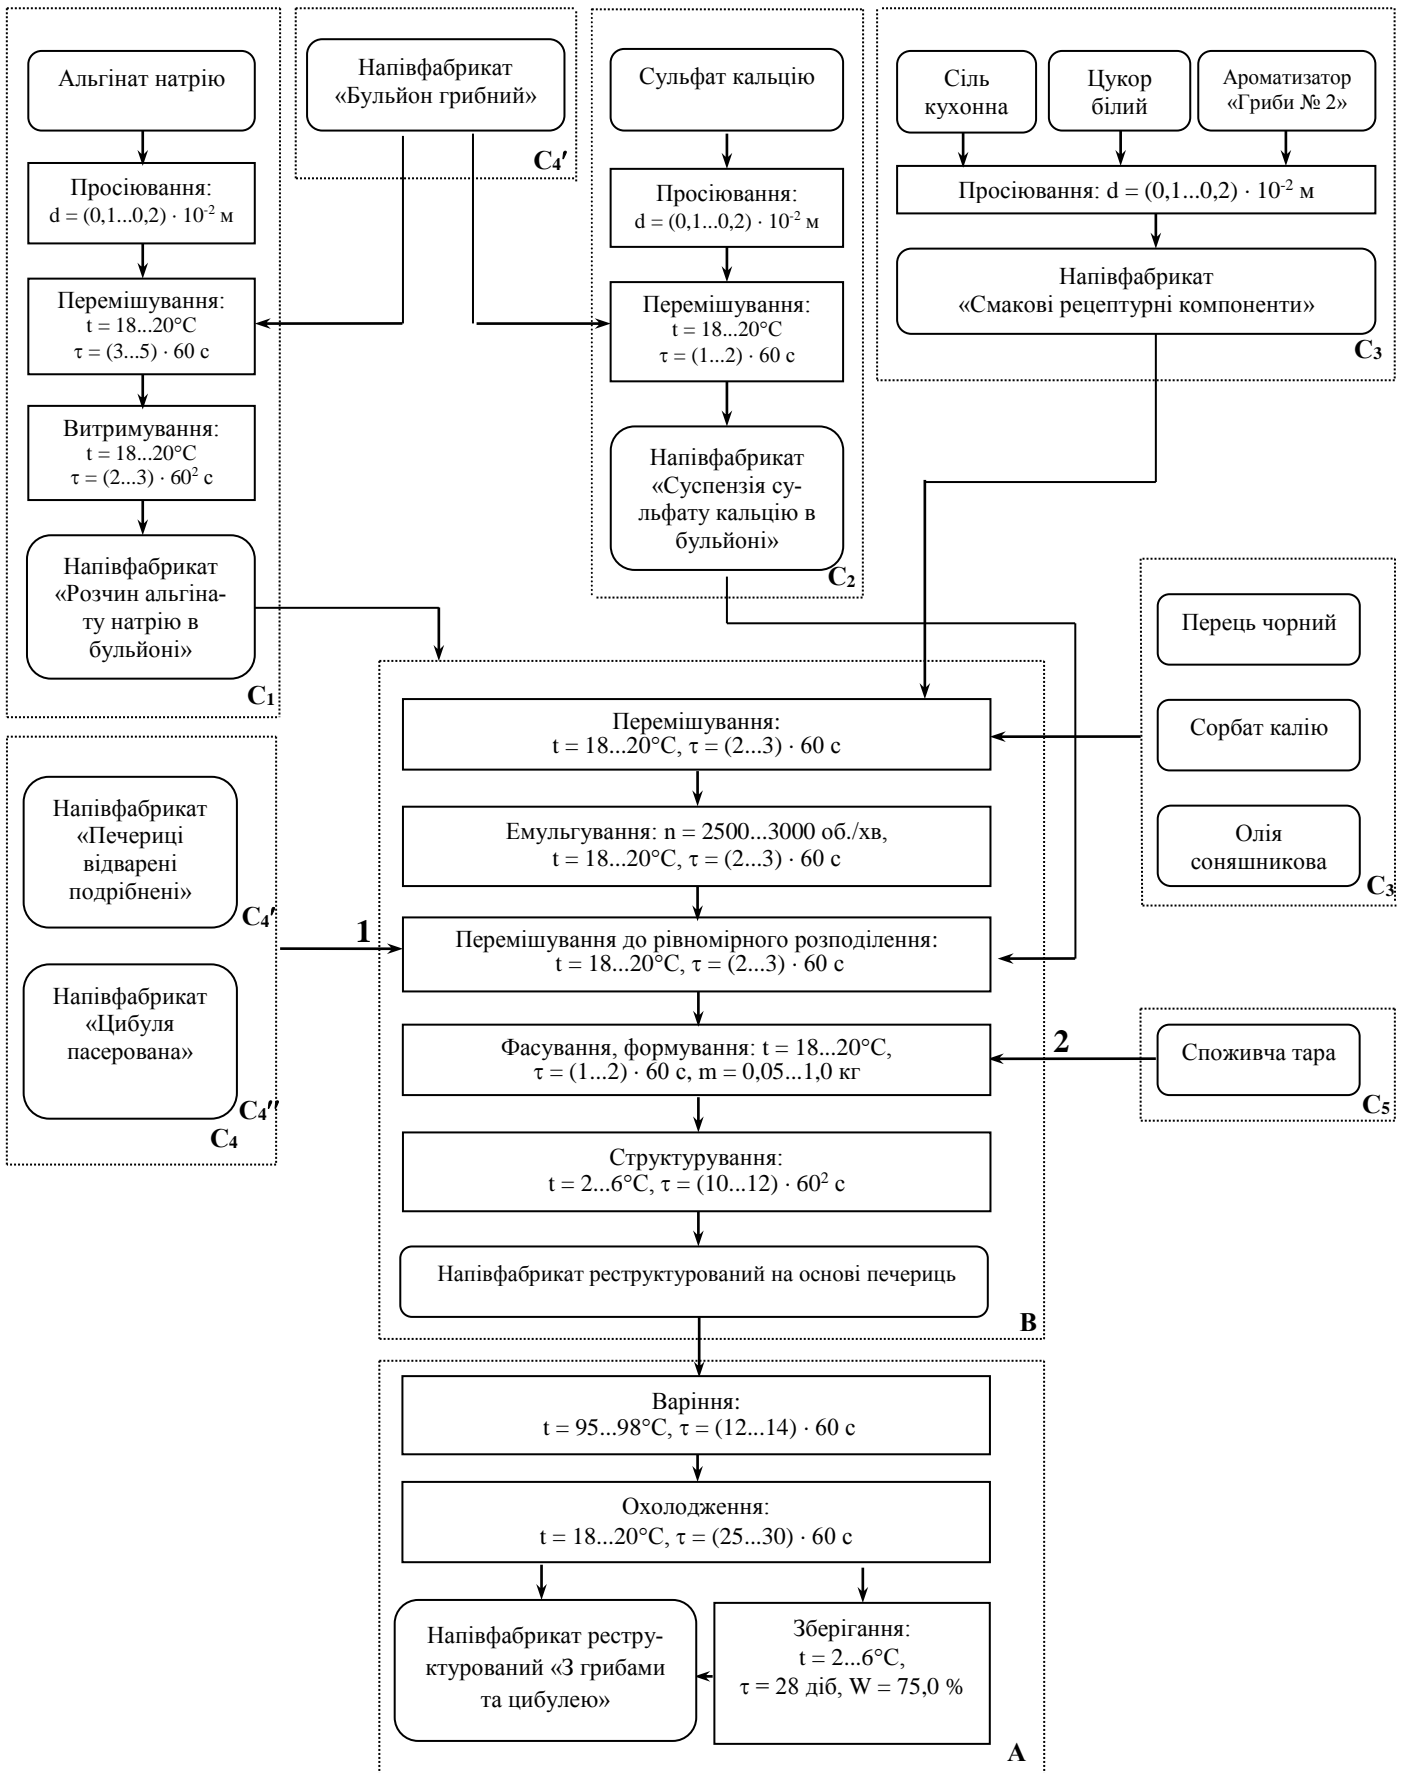 Альгінат натрію
Просіювання:
d = (0,1...0,2) · 10⁻² м
Перемішування:
t = 18...20°C
τ = (3...5) · 60 с
Витримування:
t = 18...20°C
τ = (2...3) · 60² с
Напівфабрикат
«Розчин альгіна-
ту натрію в
бульйоні»
C₁
Напівфабрикат
«Бульйон грибний»
C₄′
Сульфат кальцію
Просіювання:
d = (0,1...0,2) · 10⁻² м
Перемішування:
t = 18...20°C
τ = (1...2) · 60 с
Напівфабрикат
«Суспензія су-
льфату кальцію в
бульйоні»
C₂
Сіль
кухонна
Цукор
білий
Ароматизатор
«Гриби № 2»
Просіювання: d = (0,1...0,2) · 10⁻² м
Напівфабрикат
«Смакові рецептурні компоненти»
C₃
Перець чорний
Сорбат калію
Олія
соняшникова
C₃
Напівфабрикат
«Печериці
відварені
подрібнені»
C₄′
Напівфабрикат
«Цибуля
пасерована»
C₄′′
C₄
1
Перемішування:
t = 18...20°C, τ = (2...3) · 60 с
Емульгування: n = 2500...3000 об./хв,
t = 18...20°C, τ = (2...3) · 60 с
Перемішування до рівномірного розподілення:
t = 18...20°C, τ = (2...3) · 60 с
Фасування, формування: t = 18...20°C,
τ = (1...2) · 60 с, m = 0,05...1,0 кг
2
Споживча тара
C₅
Структурування:
t = 2...6°C, τ = (10...12) · 60² с
Напівфабрикат реструктурований на основі печериць
B
Варіння:
t = 95...98°C, τ = (12...14) · 60 с
Охолодження:
t = 18...20°C, τ = (25...30) · 60 с
Напівфабрикат рестру-
ктурований «З грибами
та цибулею»
Зберігання:
t = 2...6°C,
τ = 28 діб, W = 75,0 %
A